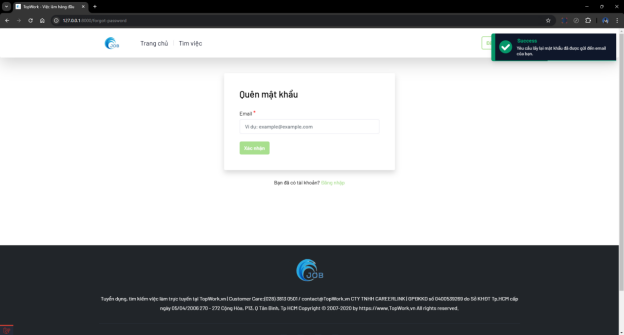 TopWork - Việc làm hàng đầu
127.0.0.1:8000/forgot-password
JOB
Trang chủ
Tìm việc
Success
Yêu cầu lấy lại mật khẩu đã được gửi đến email
của bạn.
Quên mật khẩu
Email *
Ví dụ: example@example.com
Xác nhận
Bạn đã có tài khoản? Đăng nhập
JOB
Tuyển dụng, tìm kiếm việc làm trực tuyến tại TopWork.vn | Customer Care: (028) 3813 0501 / contact@TopWork.vn CTY TNHH CAREERLINK | GPĐKKD số 0400539269 do Sở KHĐT Tp.HCM cấp
ngày 05/04/2006 270 - 272 Cộng Hòa, P13, Q Tân Bình, Tp HCM Copyright © 2007-2020 by https://www.TopWork.vn All rights reserved.